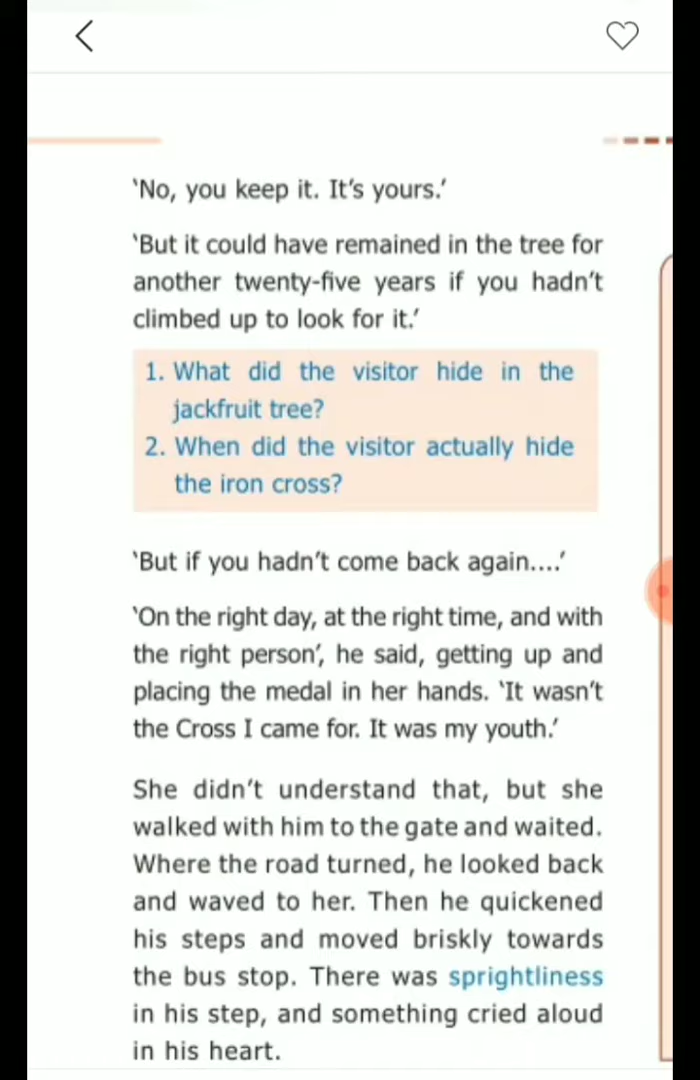 ‘No, you keep it. It’s yours.’
‘But it could have remained in the tree for
another twenty-five years if you hadn’t
climbed up to look for it.’
1. What did the visitor hide in the
jackfruit tree?
2. When did the visitor actually hide
the iron cross?
‘But if you hadn’t come back again....’
‘On the right day, at the right time, and with
the right person’, he said, getting up and
placing the medal in her hands. ‘It wasn’t
the Cross I came for. It was my youth.’
She didn’t understand that, but she
walked with him to the gate and waited.
Where the road turned, he looked back
and waved to her. Then he quickened
his steps and moved briskly towards
the bus stop. There was sprightliness
in his step, and something cried aloud
in his heart.